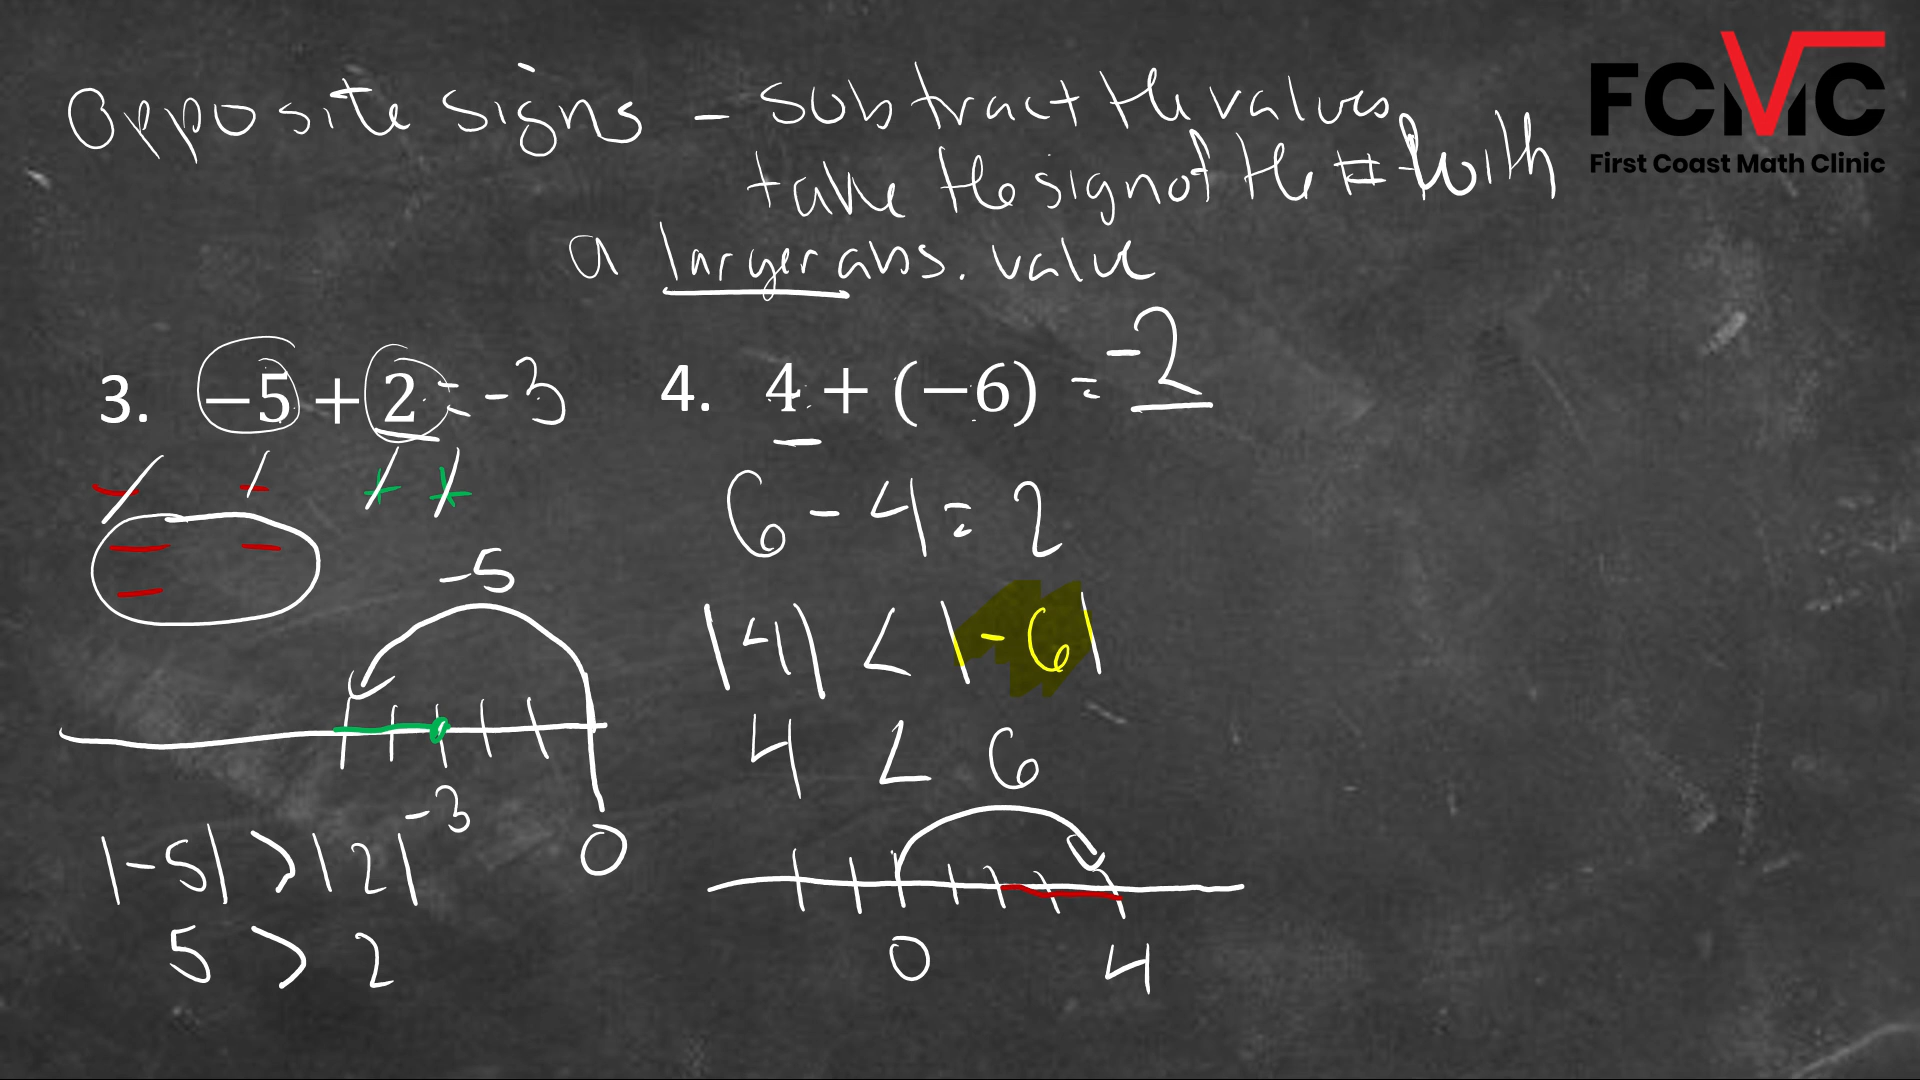 Opposite signs - subtract the values
take the sign of the # with
a larger abs. value
FCMC
First Coast Math Clinic
3. −5 + 2 = -3
- - + +
- -
-
-5
-3
0
|-5| > |2|
5 > 2
4. 4 + (−6) = -2
6 - 4 = 2
|4| < |-6|
4 < 6
0 4